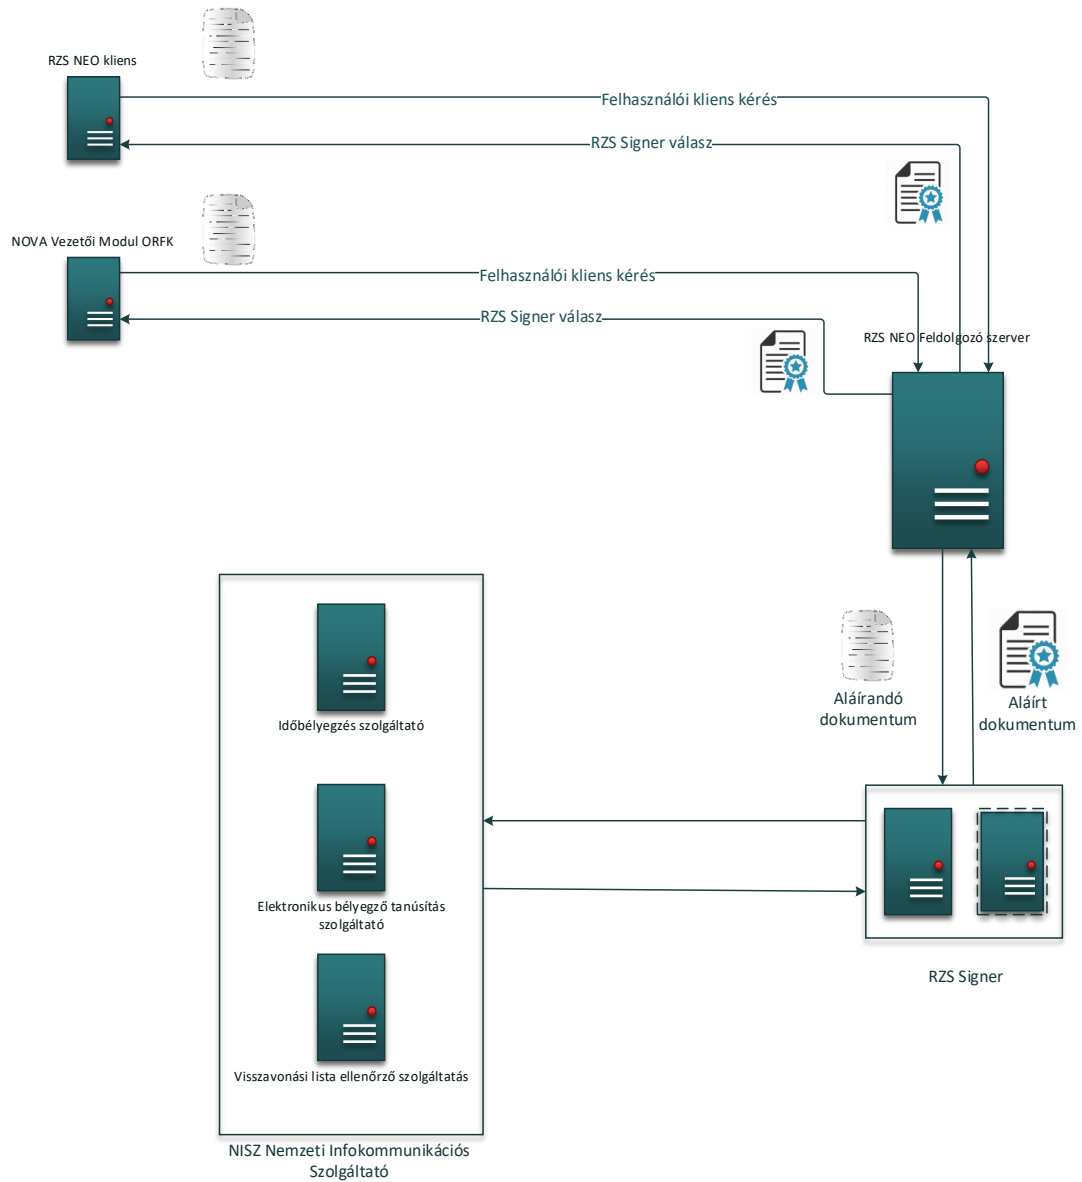 RZS NEO kliens
Felhasználói kliens kérés
RZS Signer válasz
NOVA Vezetői Modul ORFK
Felhasználói kliens kérés
RZS Signer válasz
RZS NEO Feldolgozó szerver
Aláírandó
dokumentum
Aláírt
dokumentum
Időbélyegzés szolgáltató
Elektronikus bélyegző tanúsítás
szolgáltató
RZS Signer
Visszavonási lista ellenőrző szolgáltatás
NISZ Nemzeti Infokommunikációs
Szolgáltató